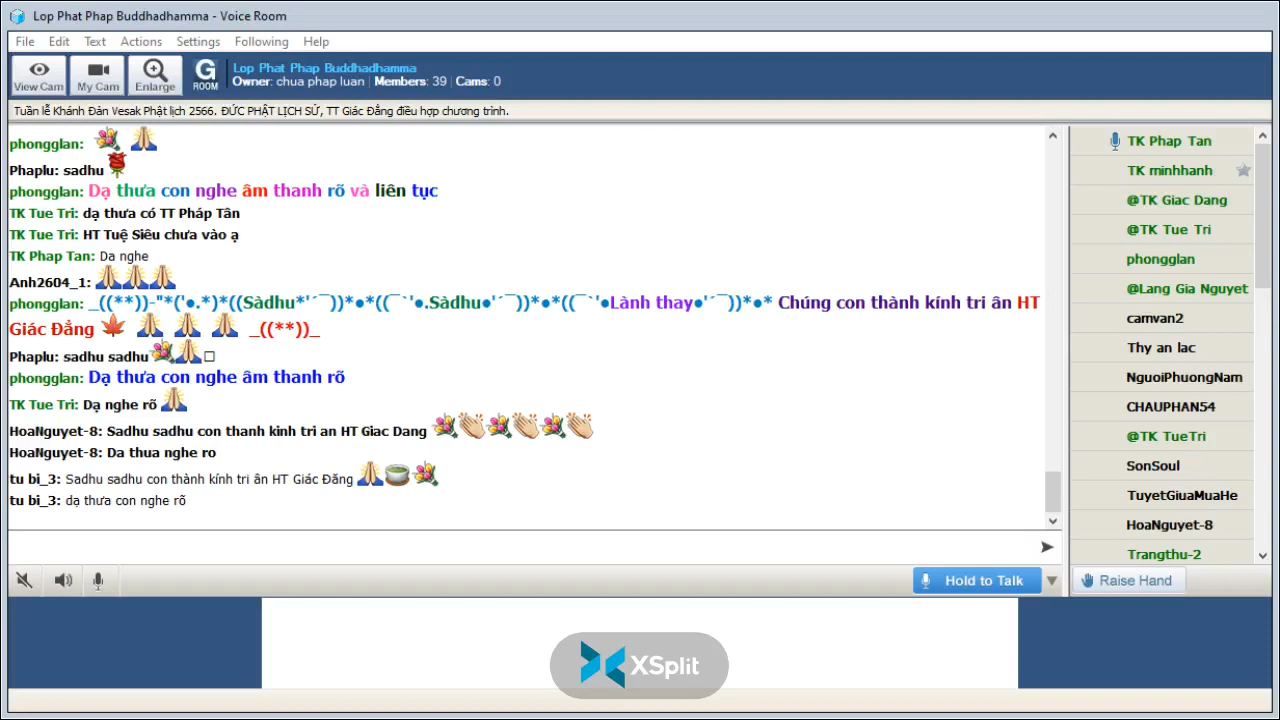 Lop Phat Phap Buddhadhamma - Voice Room
File Edit Text Actions Settings Following Help
View Cam My Cam Enlarge G ROOM
Lop Phat Phap Buddhadhamma
Owner: chua phap luan | Members: 39 | Cams: 0
Tuần lễ Khánh Đản Vesak Phật lịch 2566. ĐỨC PHẬT LỊCH SỬ, TT Giác Đẳng điều hợp chương trình.
phongglan:
Phaplu: sadhu
phongglan: Dạ thưa con nghe âm thanh rõ và liên tục
TK Tue Tri: dạ thưa có TT Pháp Tân
TK Tue Tri: HT Tuệ Siêu chưa vào ạ
TK Phap Tan: Da nghe
Anh2604_1:
phongglan: _((**))-"*('●.*)*((Sàdhu*'´¯))*●*((¯`'●.Sàdhu●'´¯))*●*●*((¯`'●Lành thay●'´¯))*●* Chúng con thành kính tri ân HT
Giác Đẳng _((**))_
Phaplu: sadhu sadhu
phongglan: Dạ thưa con nghe âm thanh rõ
TK Tue Tri: Dạ nghe rõ
HoaNguyet-8: Sadhu sadhu con thanh kinh tri an HT Giac Dang
HoaNguyet-8: Da thua nghe ro
tu bi_3: Sadhu sadhu con thành kính tri ân HT Giác Đăng
tu bi_3: dạ thưa con nghe rõ
TK Phap Tan
TK minhhanh
@TK Giac Dang
@TK Tue Tri
phongglan
@Lang Gia Nguyet
camvan2
Thy an lac
NguoiPhuongNam
CHAUPHAN54
@TK TueTri
SonSoul
TuyetGiuaMuaHe
HoaNguyet-8
Trangthu-2
Hold to Talk
Raise Hand
XSplit